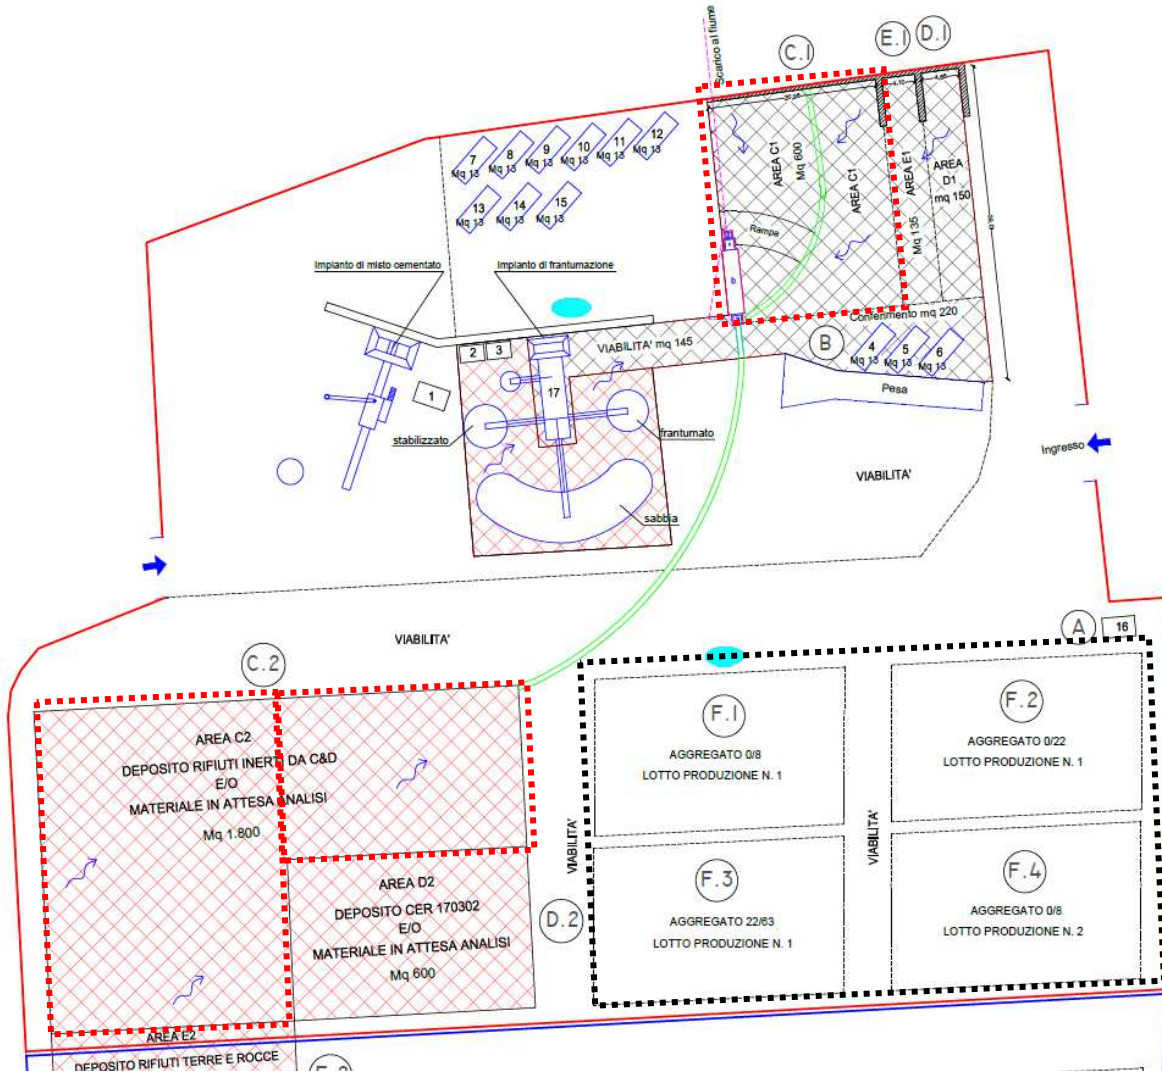 Scarico al fiume
C.1
E.1
D.1
4,10
12
11
10
9
8
7
Mq 13
Mq 13
Mq 13
Mq 13
Mq 13
Mq 13
13
14
15
Mq 13
Mq 13
Mq 13
AREA C1
Mq 600
AREA C1
AREA E1
Mq 135
AREA
D1
mq 150
Rampa
Impianto di misto cementato
Impianto di frantumazione
Conferimento mq 220
VIABILITA' mq 145
B
4
5
6
Mq 13
Mq 13
Mq 13
Pesa
2
3
1
17
stabilizzato
frantumato
sabbia
VIABILITA'
Ingresso
VIABILITA'
A
16
C.2
AREA C2
DEPOSITO RIFIUTI INERTI DA C&D
E/O
MATERIALE IN ATTESA ANALISI
Mq 1.800
AREA D2
DEPOSITO CER 170302
E/O
MATERIALE IN ATTESA ANALISI
Mq 600
D.2
VIABILITA'
F.1
AGGREGATO 0/8
LOTTO PRODUZIONE N. 1
F.2
AGGREGATO 0/22
LOTTO PRODUZIONE N. 1
VIABILITA'
F.3
AGGREGATO 22/63
LOTTO PRODUZIONE N. 1
F.4
AGGREGATO 0/8
LOTTO PRODUZIONE N. 2
AREA E2
DEPOSITO RIFIUTI TERRE E ROCCE